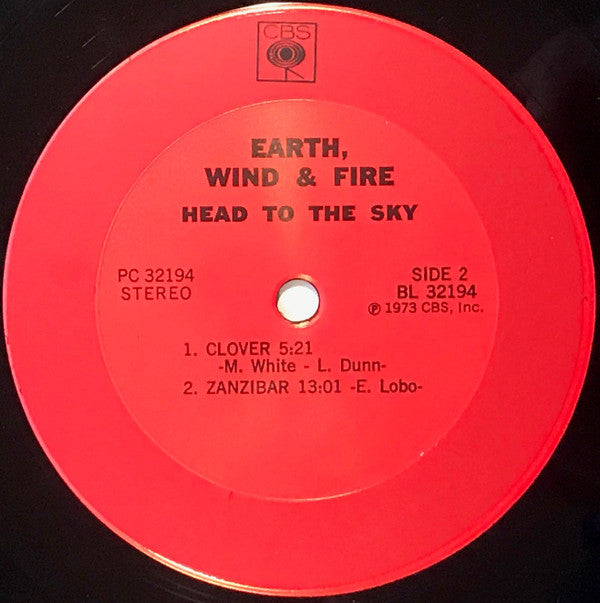 CBS
EARTH,
WIND & FIRE
HEAD TO THE SKY
PC 32194
STEREO
SIDE 2
BL 32194
℗ 1973 CBS, Inc.
1. CLOVER 5:21
-M. White - L. Dunn-
2. ZANZIBAR 13:01 -E. Lobo-